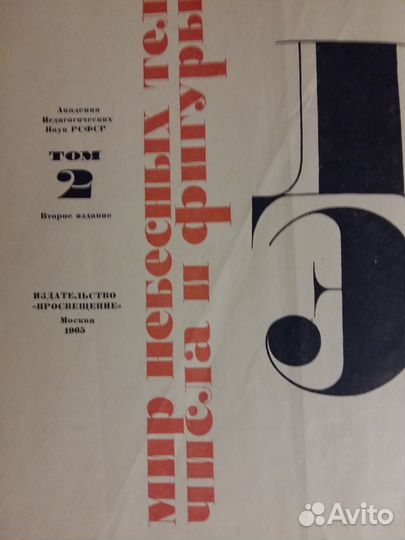 Академия
Педагогических
Наук РСФСР
ТОМ
2
Второе издание
ИЗДАТЕЛЬСТВО
«ПРОСВЕЩЕНИЕ»
Москва
1965
мир небесных тел
числа и фигуры
Д
Э
Avito